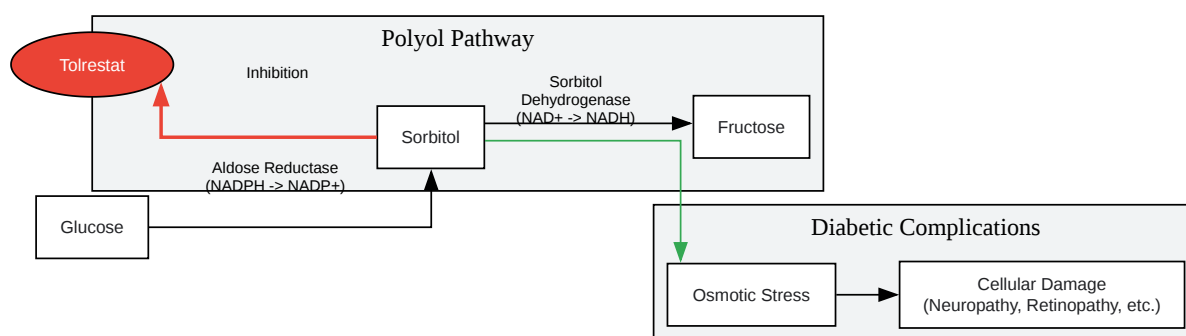 Polyol Pathway
Tolrestat
Inhibition
Sorbitol
Dehydrogenase
(NAD+ -> NADH)
Sorbitol
Fructose
Aldose Reductase
(NADPH -> NADP+)
Glucose
Diabetic Complications
Osmotic Stress
Cellular Damage
(Neuropathy, Retinopathy, etc.)